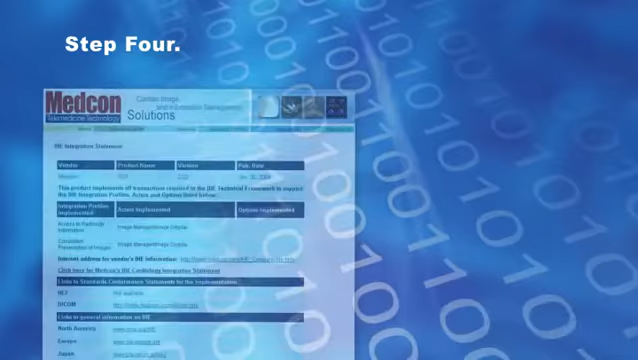 Step Four.
Medcon
Telemedicine Technology
Cardiac Image
and Information Management
Solutions
IHE Integration Statement
Vendor Product Name Version Pub. Date
This product implements all transactions required in the IHE Technical Framework to support
the IHE Integration Profiles, Actors and Options listed below:
Integration Profiles
Implemented Actors Implemented Options Implemented
Access to Radiology
Information Image Manager/Image Display
Consistent
Presentation of Images Image Manager/Image Display
Internet address for vendor's IHE information:
Click here for Medcon's IHE Cardiology Integration Statement
Links to Standards Conformance Statements for the Implementation
HL7 Not available
DICOM
Links to general information on IHE
North America
Europe
Japan